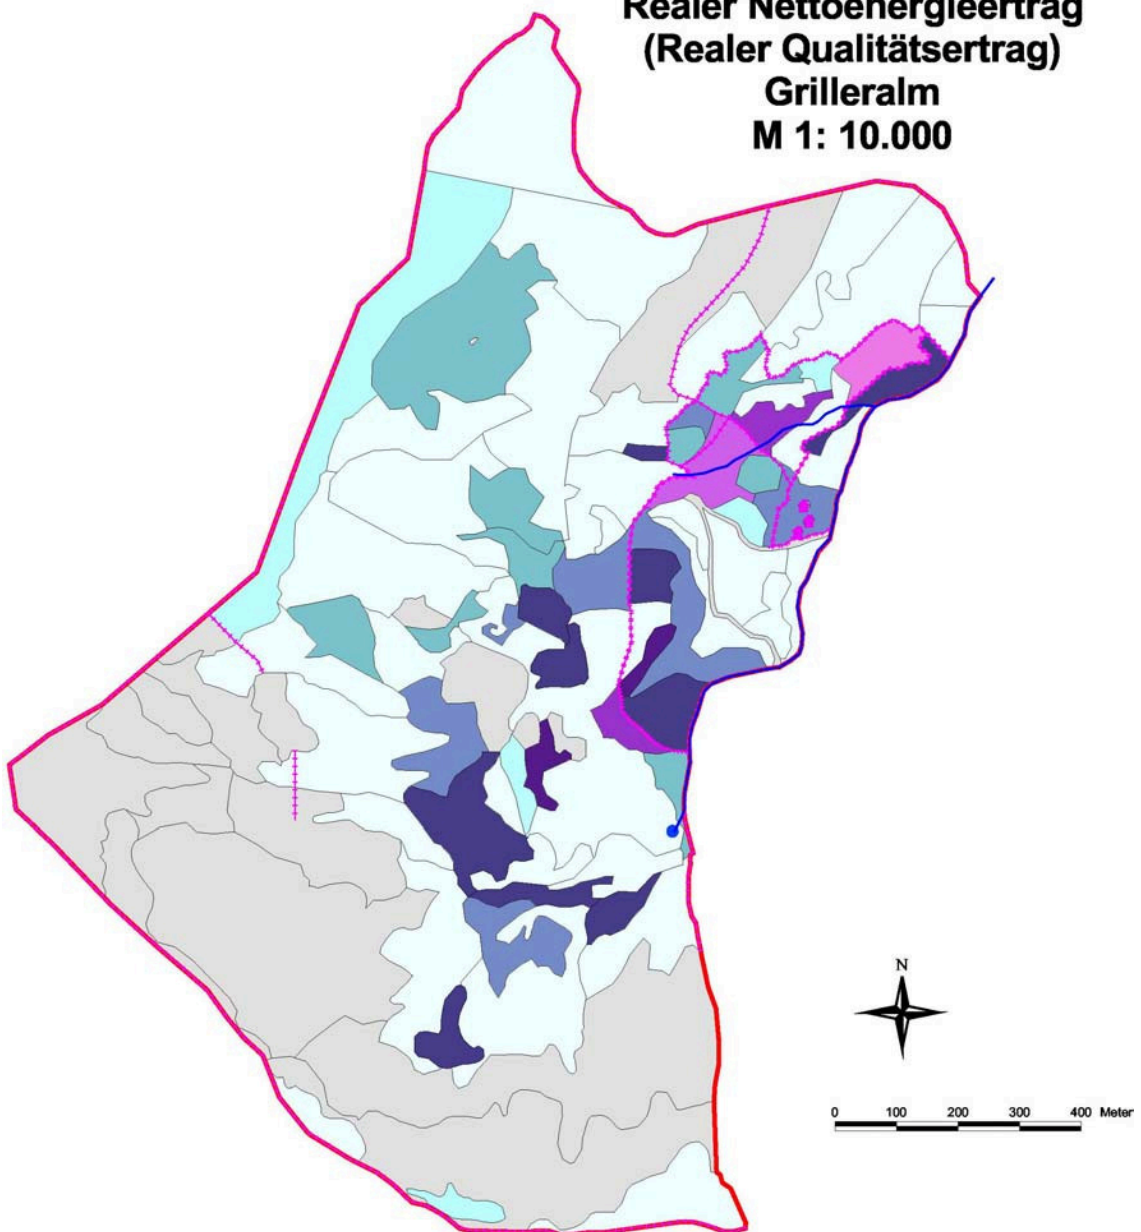 Realer Nettoenergieertrag
(Realer Qualitätsertrag)
Grilleralm
M 1: 10.000
N
0 100 200 300 400 Meter